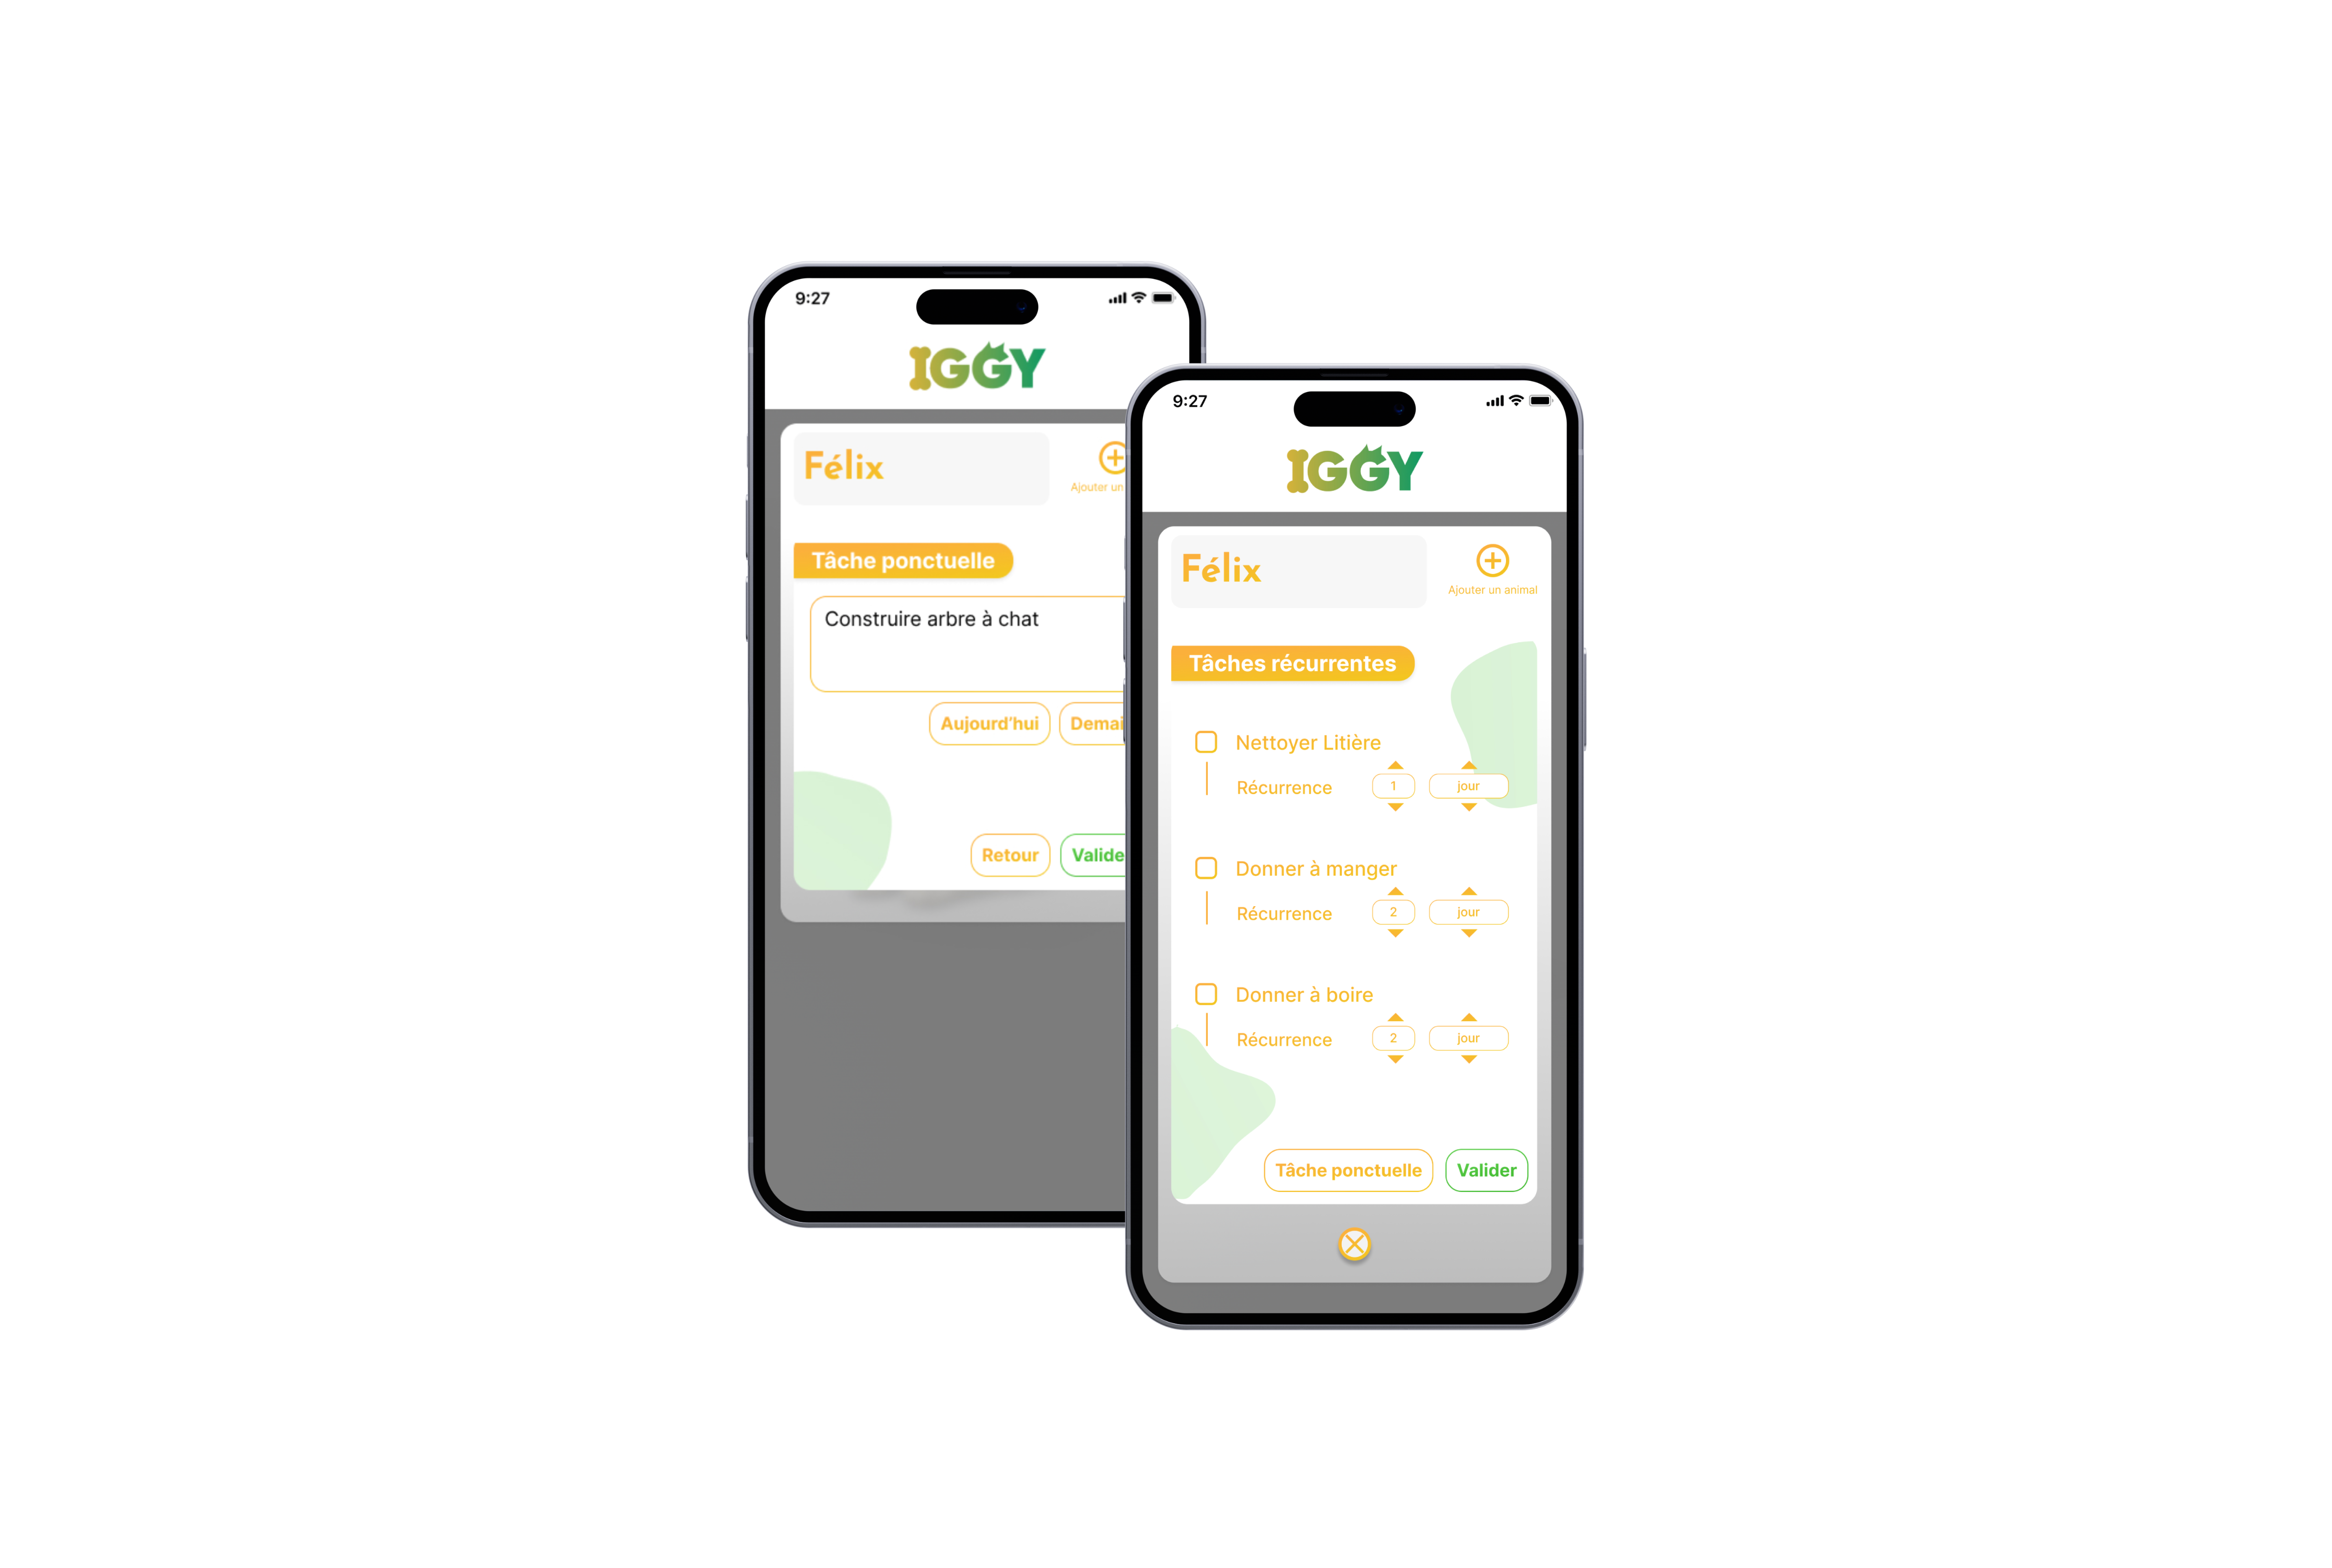 9:27
IGGY
Félix
Ajouter un
Tâche ponctuelle
Construire arbre à chat
Aujourd'hui
Demai
Retour
Valide
9:27
IGGY
Félix
Ajouter un animal
Tâches récurrentes
Nettoyer Litière
Récurrence 1 jour
Donner à manger
Récurrence 2 jour
Donner à boire
Récurrence 2 jour
Tâche ponctuelle
Valider